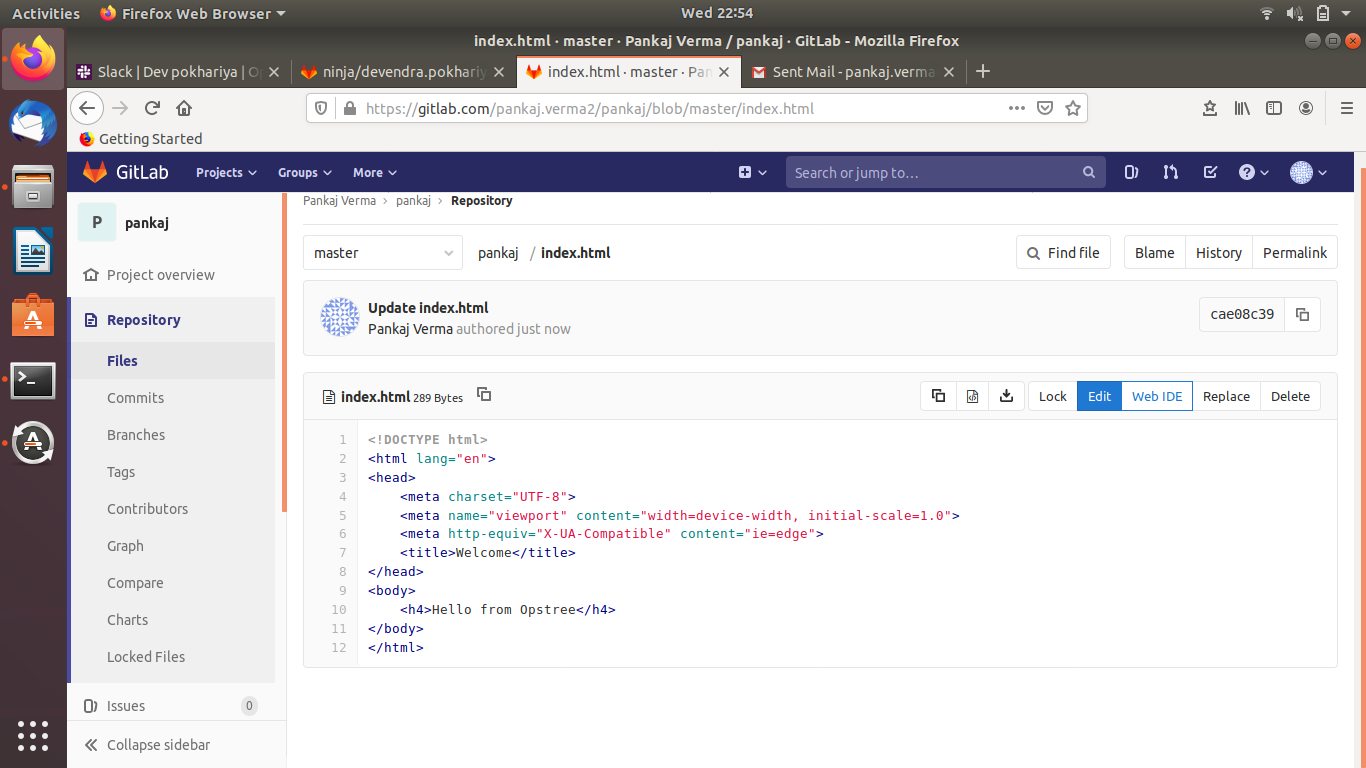 Activities Firefox Web Browser Wed 22:54
index.html · master · Pankaj Verma / pankaj · GitLab - Mozilla Firefox
Slack | Dev pokhariya | O ninja/devendra.pokhariy index.html · master · Pan Sent Mail - pankaj.verma
https://gitlab.com/pankaj.verma2/pankaj/blob/master/index.html
Getting Started
GitLab Projects Groups More Search or jump to…
Pankaj Verma > pankaj > Repository
P pankaj
master pankaj / index.html Find file Blame History Permalink
Project overview
Update index.html
Pankaj Verma authored just now
cae08c39
Repository
Files
Commits
Branches
Tags
Contributors
Graph
Compare
Charts
Locked Files
Issues 0
Collapse sidebar
index.html 289 Bytes Lock Edit Web IDE Replace Delete
1 <!DOCTYPE html>
2 <html lang="en">
3 <head>
4 <meta charset="UTF-8">
5 <meta name="viewport" content="width=device-width, initial-scale=1.0">
6 <meta http-equiv="X-UA-Compatible" content="ie=edge">
7 <title>Welcome</title>
8 </head>
9 <body>
10 <h4>Hello from Opstree</h4>
11 </body>
12 </html>